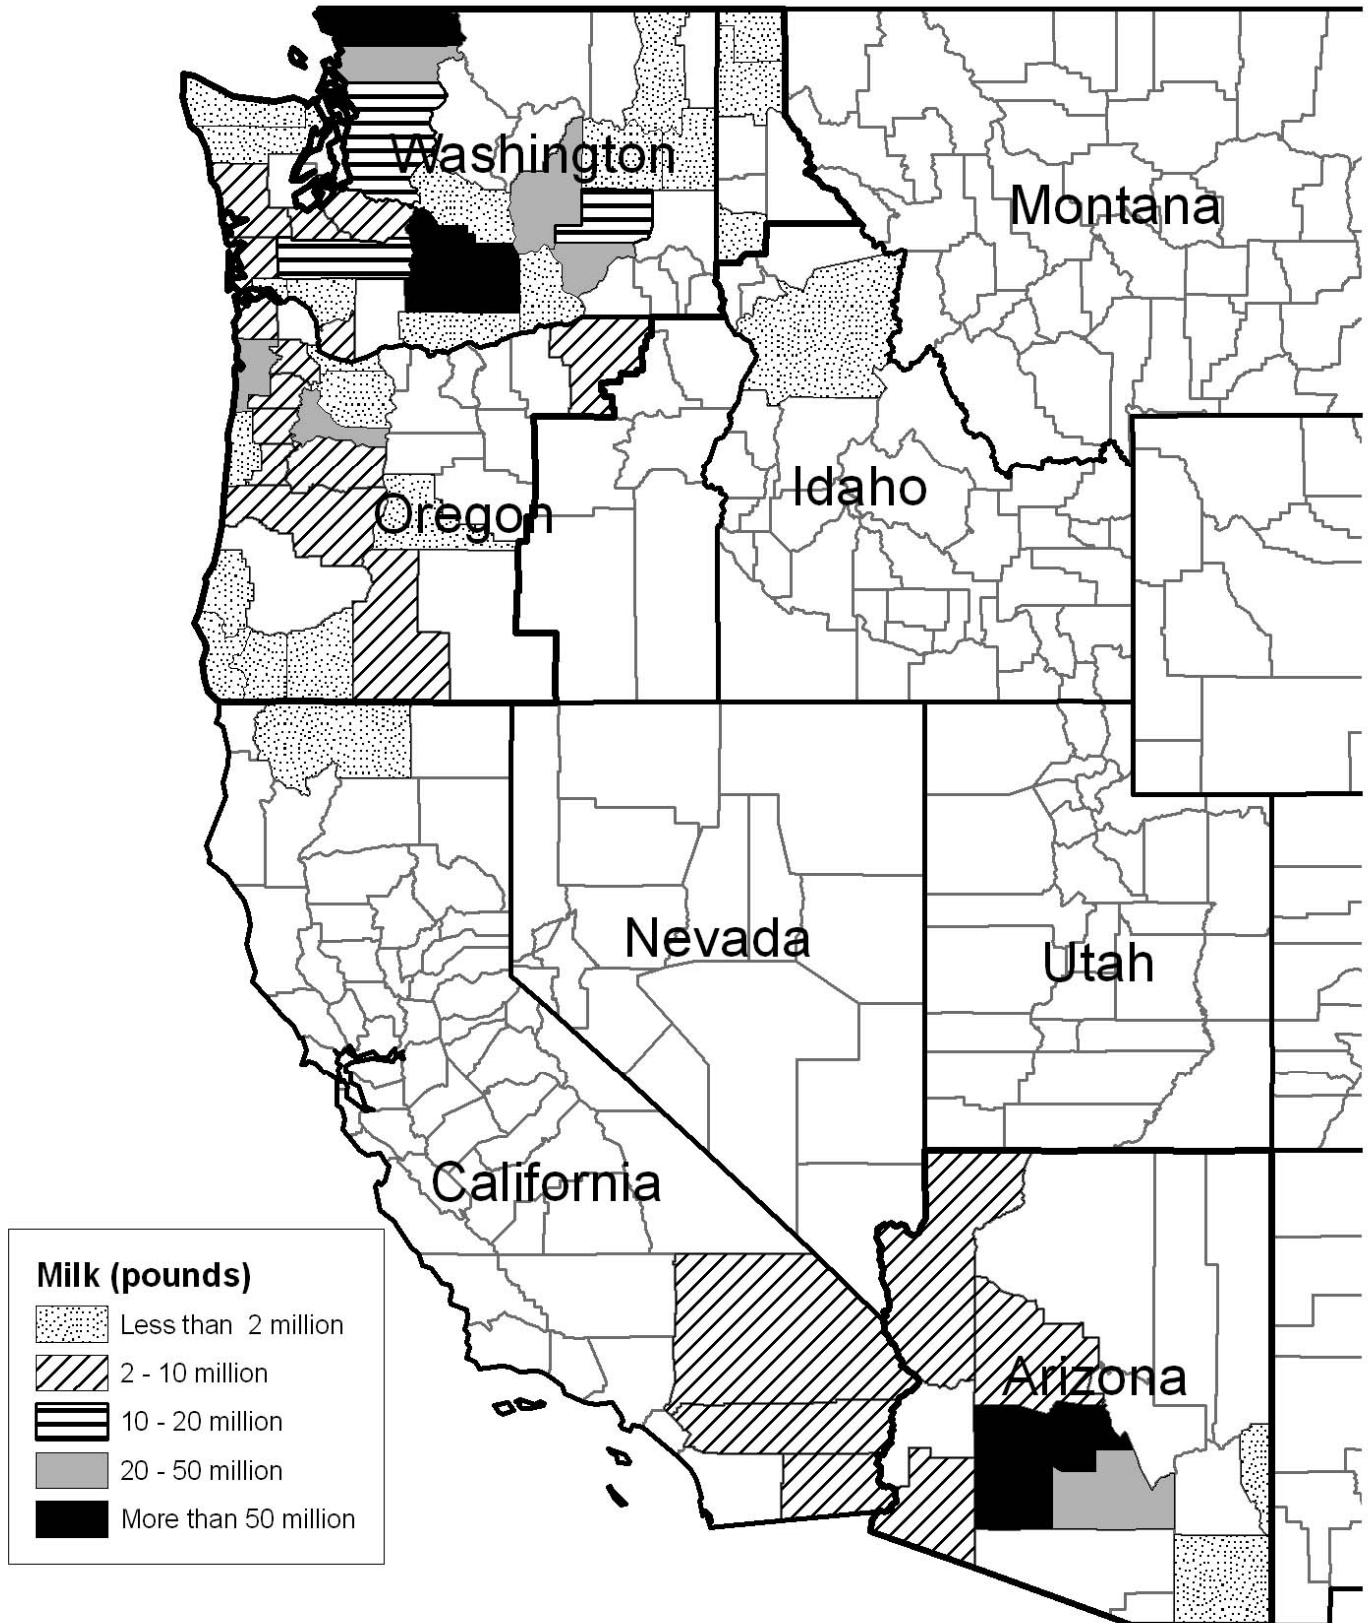 Washington
Montana
Idaho
Oregon
Nevada
Utah
California
Arizona
Milk (pounds)
Less than 2 million
2 - 10 million
10 - 20 million
20 - 50 million
More than 50 million